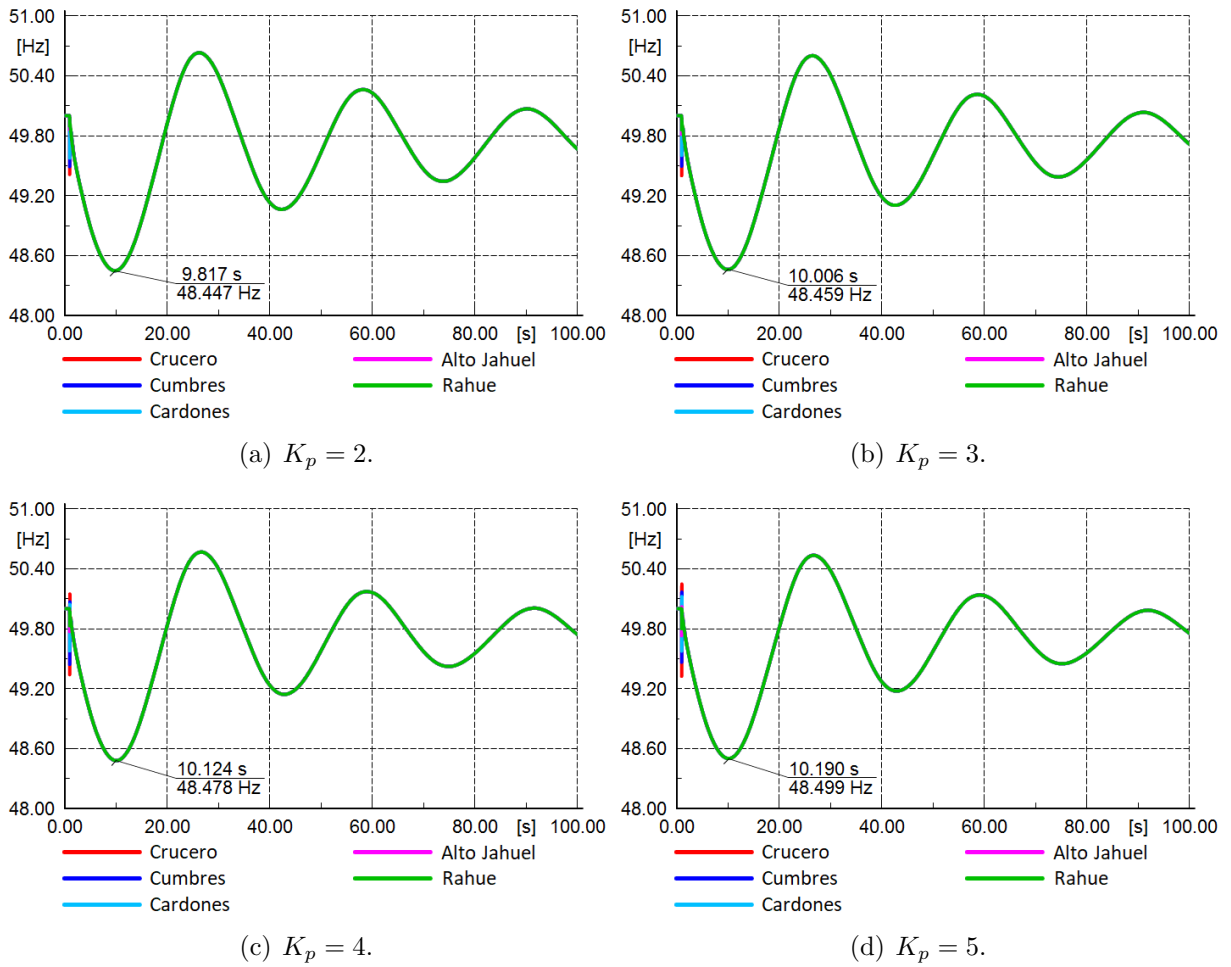 51.00
[Hz]
50.40
49.80
49.20
48.60
48.00
9.817 s
48.447 Hz
0.00 20.00 40.00 60.00 80.00 [s] 100.00
Crucero Alto Jahuel
Cumbres Rahue
Cardones
(a) Kp = 2.
51.00
[Hz]
50.40
49.80
49.20
48.60
48.00
10.006 s
48.459 Hz
0.00 20.00 40.00 60.00 80.00 [s] 100.00
Crucero Alto Jahuel
Cumbres Rahue
Cardones
(b) Kp = 3.
51.00
[Hz]
50.40
49.80
49.20
48.60
48.00
10.124 s
48.478 Hz
0.00 20.00 40.00 60.00 80.00 [s] 100.00
Crucero Alto Jahuel
Cumbres Rahue
Cardones
(c) Kp = 4.
51.00
[Hz]
50.40
49.80
49.20
48.60
48.00
10.190 s
48.499 Hz
0.00 20.00 40.00 60.00 80.00 [s] 100.00
Crucero Alto Jahuel
Cumbres Rahue
Cardones
(d) Kp = 5.